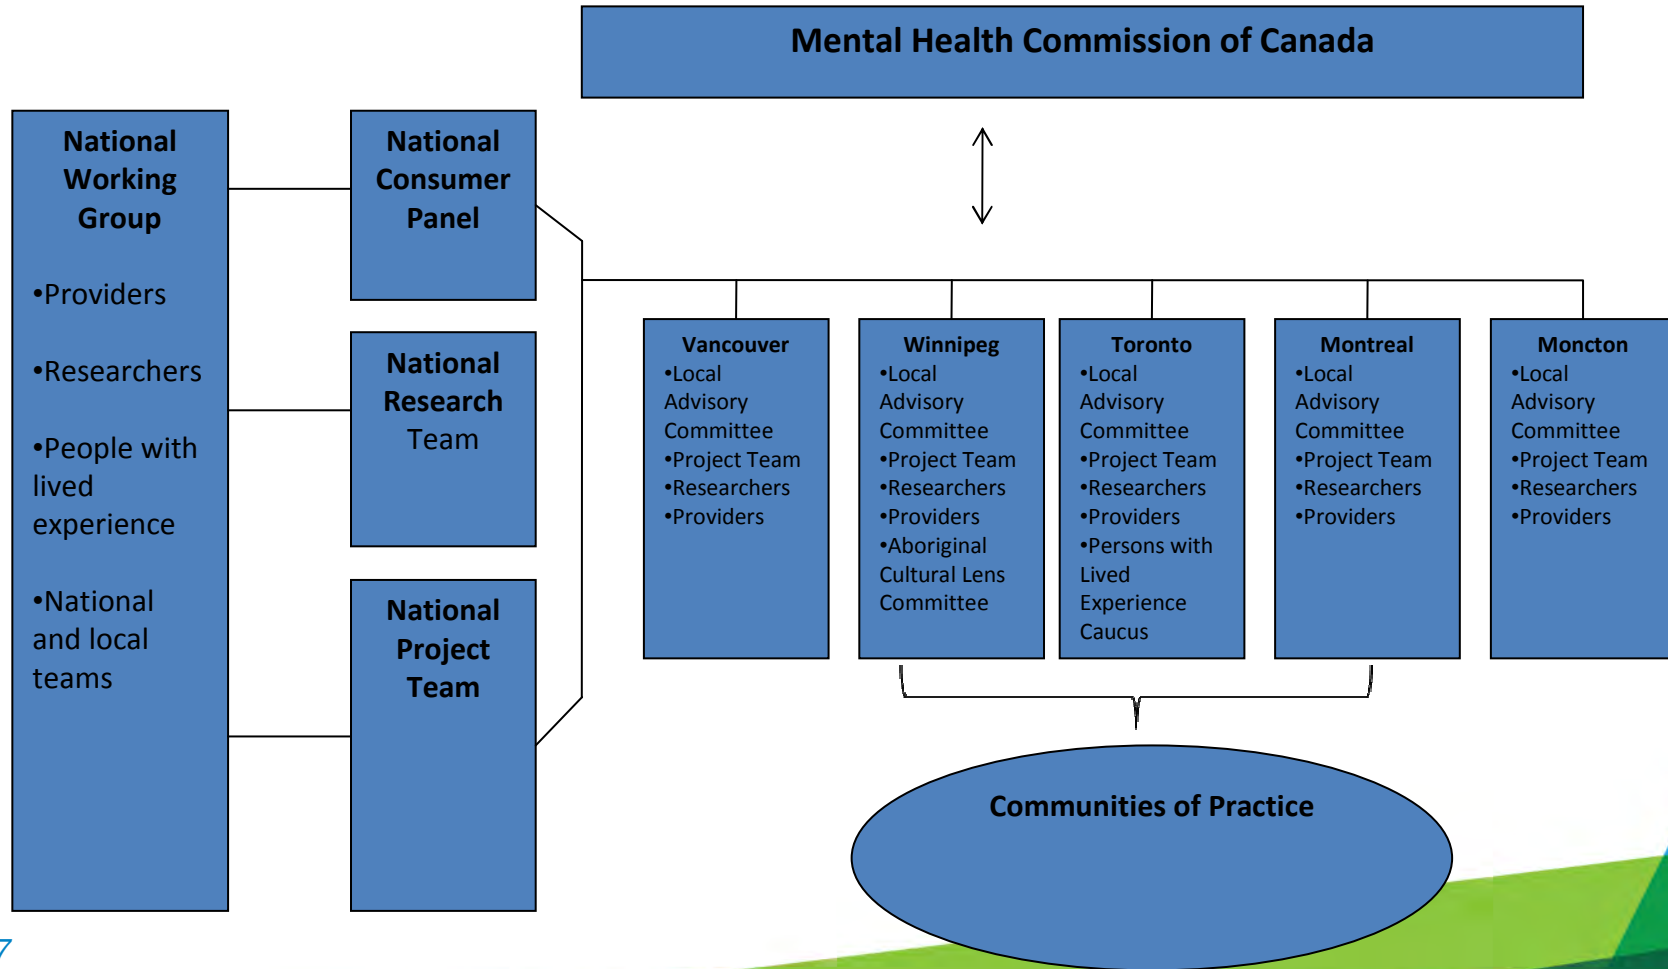 Mental Health Commission of Canada
National
Working
Group
•Providers
•Researchers
•People with
lived
experience
•National
and local
teams
National
Consumer
Panel
National
Research
Team
National
Project
Team
Vancouver
•Local
Advisory
Committee
•Project Team
•Researchers
•Providers
Winnipeg
•Local
Advisory
Committee
•Project Team
•Researchers
•Providers
•Aboriginal
Cultural Lens
Committee
Toronto
•Local
Advisory
Committee
•Project Team
•Researchers
•Providers
•Persons with
Lived
Experience
Caucus
Montreal
•Local
Advisory
Committee
•Project Team
•Researchers
•Providers
Moncton
•Local
Advisory
Committee
•Project Team
•Researchers
•Providers
Communities of Practice
7